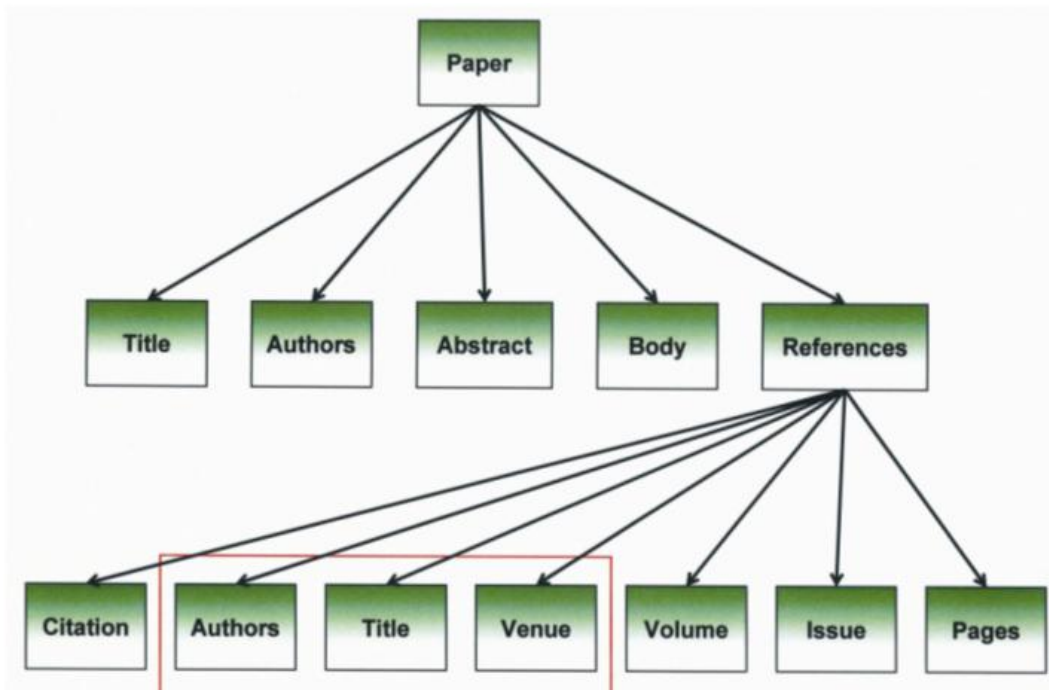 Paper
Title Authors Abstract Body References
Citation Authors Title Venue Volume Issue Pages